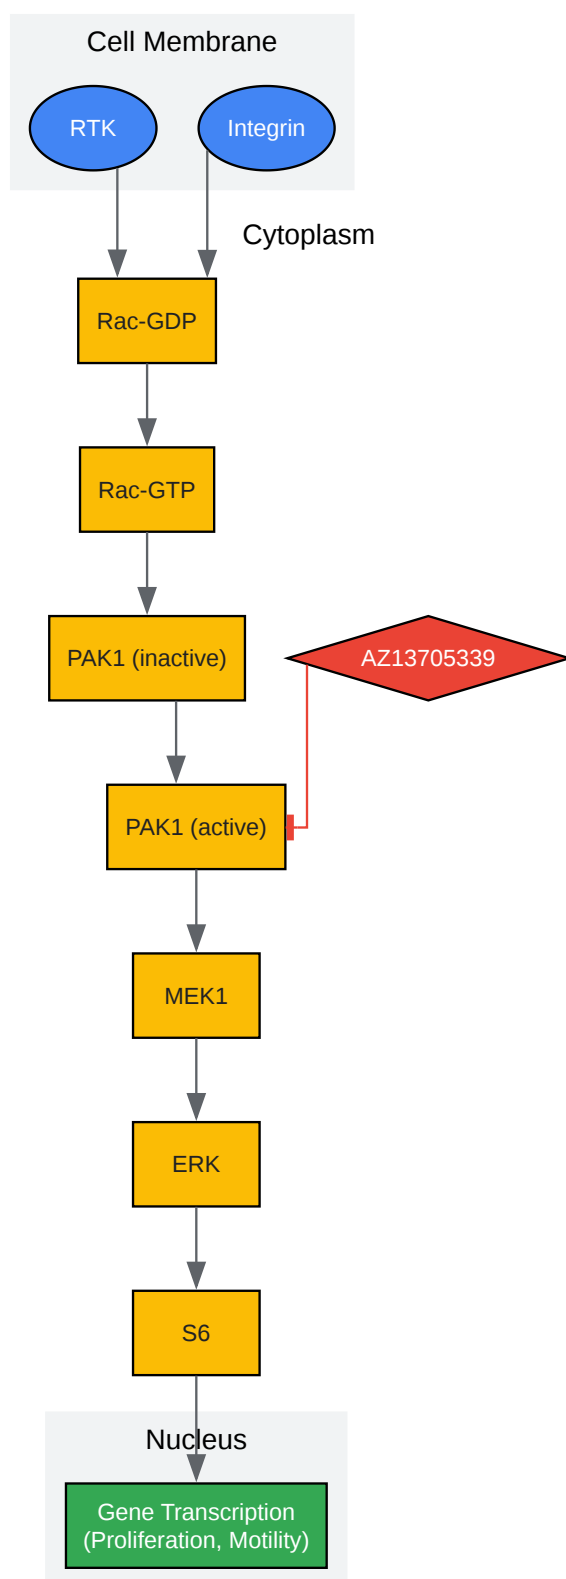 Cell Membrane
RTK
Integrin
Cytoplasm
Rac-GDP
Rac-GTP
PAK1 (inactive)
AZ13705339
PAK1 (active)
MEK1
ERK
S6
Nucleus
Gene Transcription
(Proliferation, Motility)